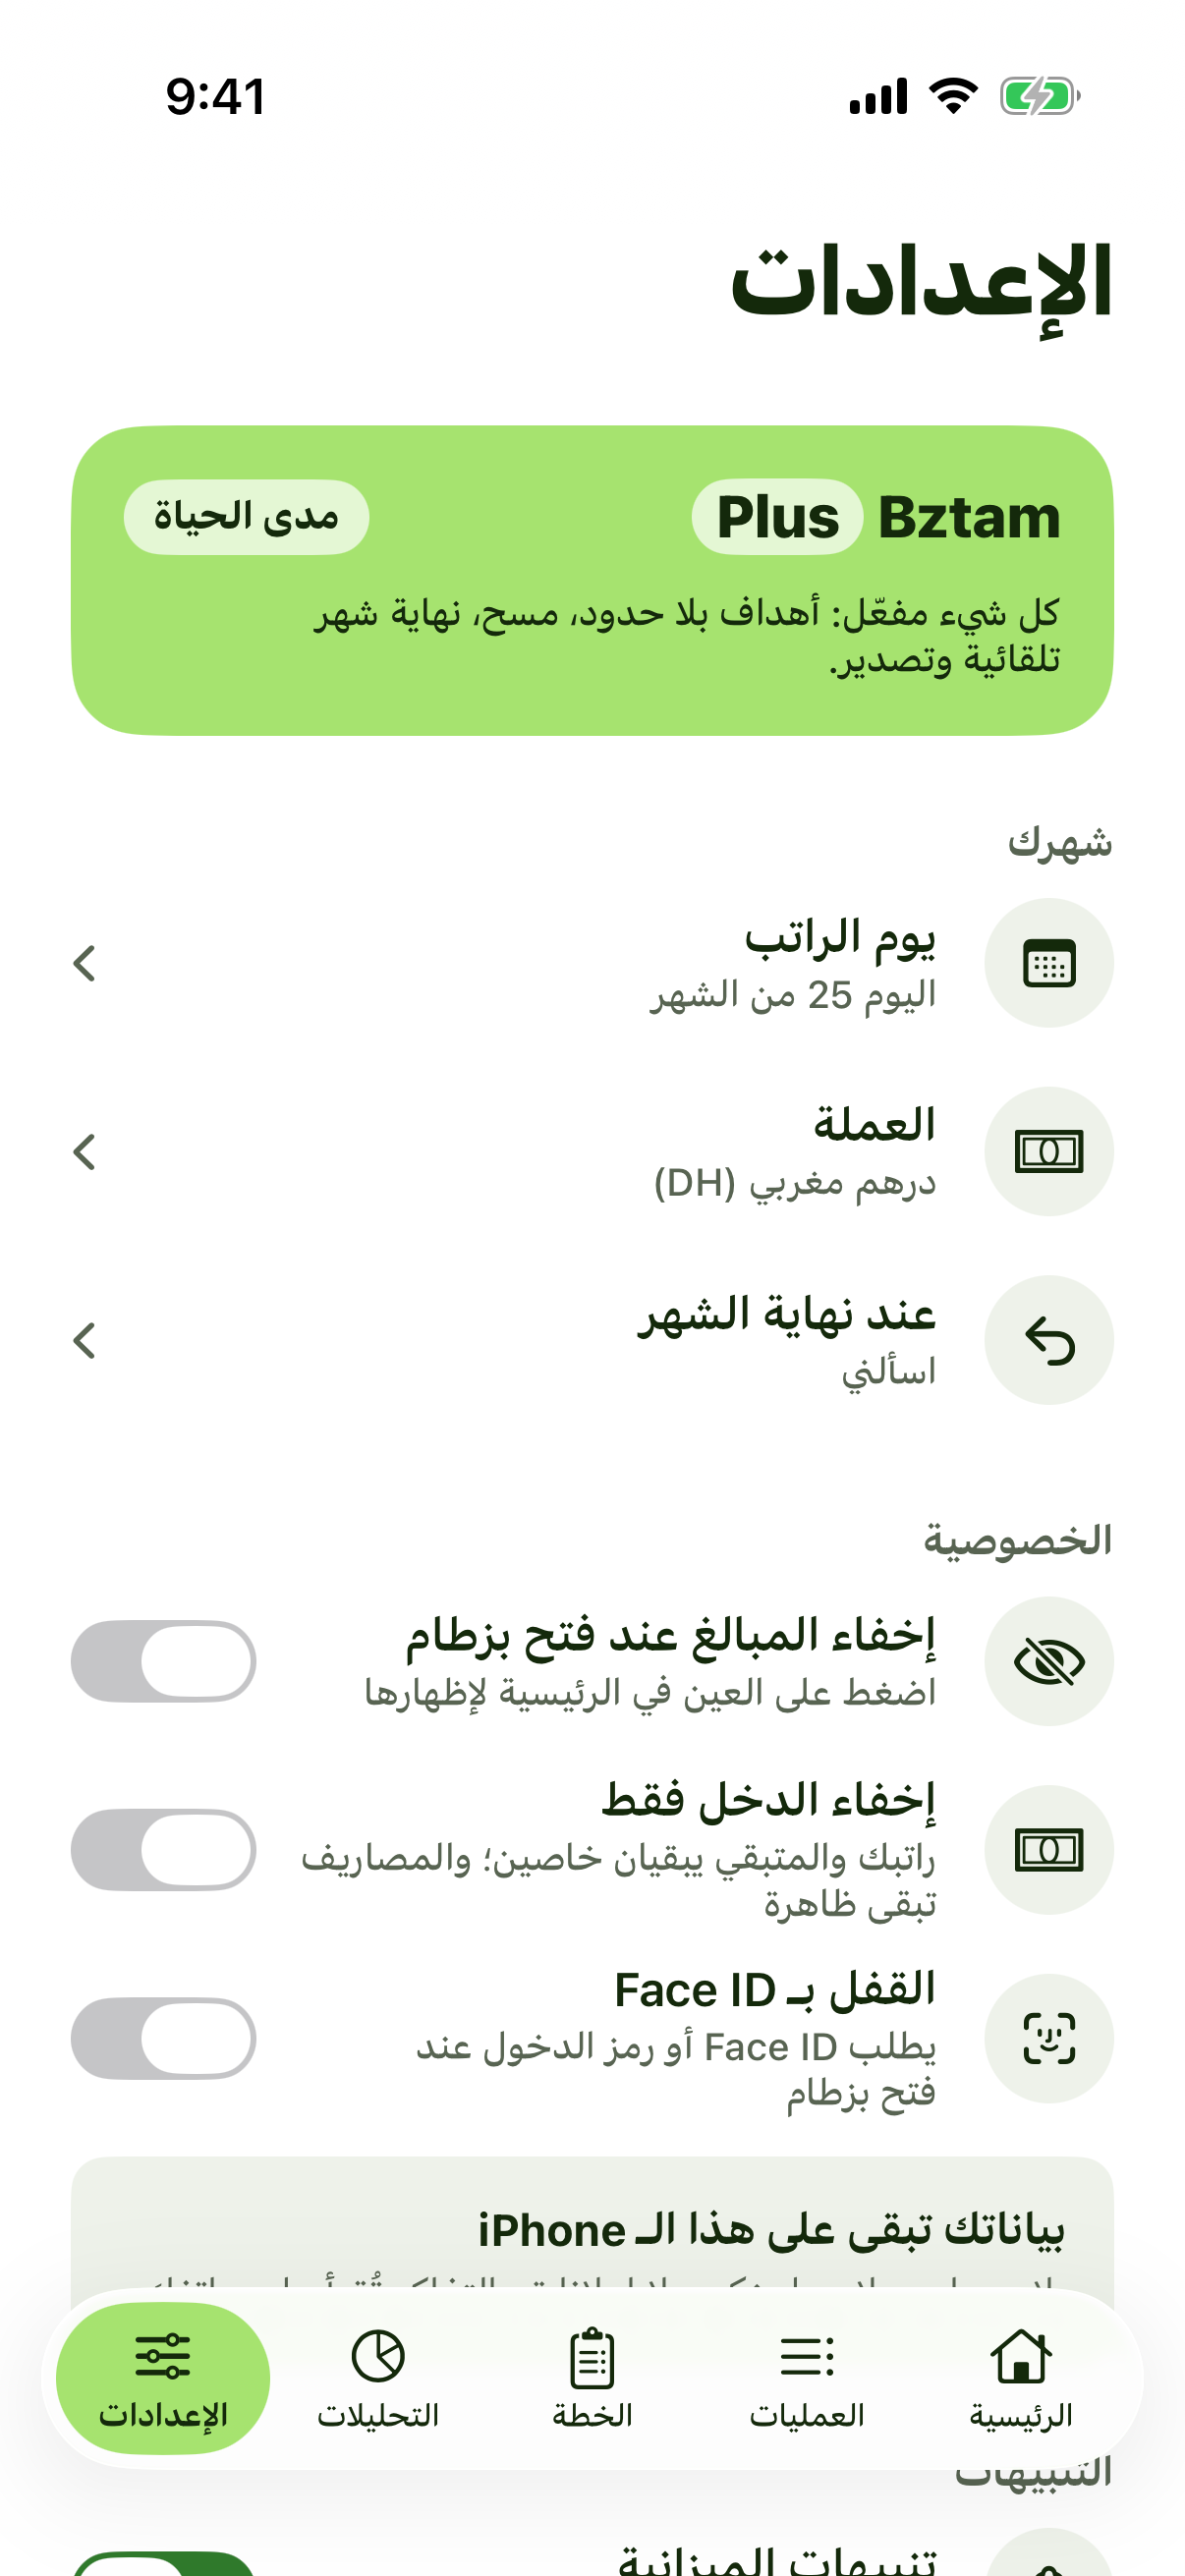 9:41
الإعدادات
Bztam Plus
مدى الحياة
كل شيء مفعّل: أهداف بلا حدود، مسح، نهاية شهر
تلقائية وتصدير.
شهرك
يوم الراتب
اليوم 25 من الشهر
العملة
درهم مغربي (DH)
عند نهاية الشهر
اسألني
الخصوصية
إخفاء المبالغ عند فتح بزطام
اضغط على العين في الرئيسية لإظهارها
إخفاء الدخل فقط
راتبك والمتبقي يبقيان خاصين؛ والمصاريف
تبقى ظاهرة
القفل بـ Face ID
يطلب Face ID أو رمز الدخول عند
فتح بزطام
بياناتك تبقى على هذا الـ iPhone
الرئيسية
العمليات
الخطة
التحليلات
الإعدادات
التنبيهات
تنبيهات الميزانية